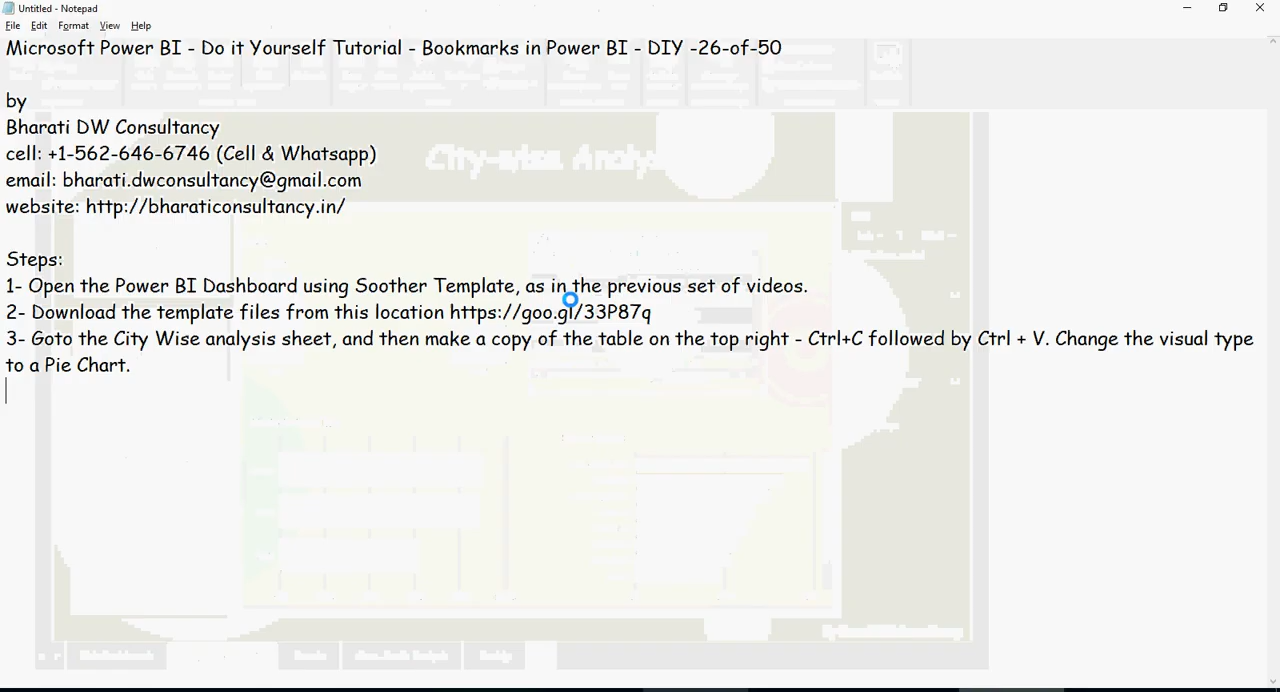 Untitled - Notepad
File Edit Format View Help
Microsoft Power BI - Do it Yourself Tutorial - Bookmarks in Power BI - DIY -26-of-50
by
Bharati DW Consultancy
cell: +1-562-646-6746 (Cell & Whatsapp)
email: bharati.dwconsultancy@gmail.com
website: http://bharaticonsultancy.in/
Steps:
1- Open the Power BI Dashboard using Soother Template, as in the previous set of videos.
2- Download the template files from this location https://goo.gl/33P87q
3- Goto the City Wise analysis sheet, and then make a copy of the table on the top right - Ctrl+C followed by Ctrl + V. Change the visual type
to a Pie Chart.